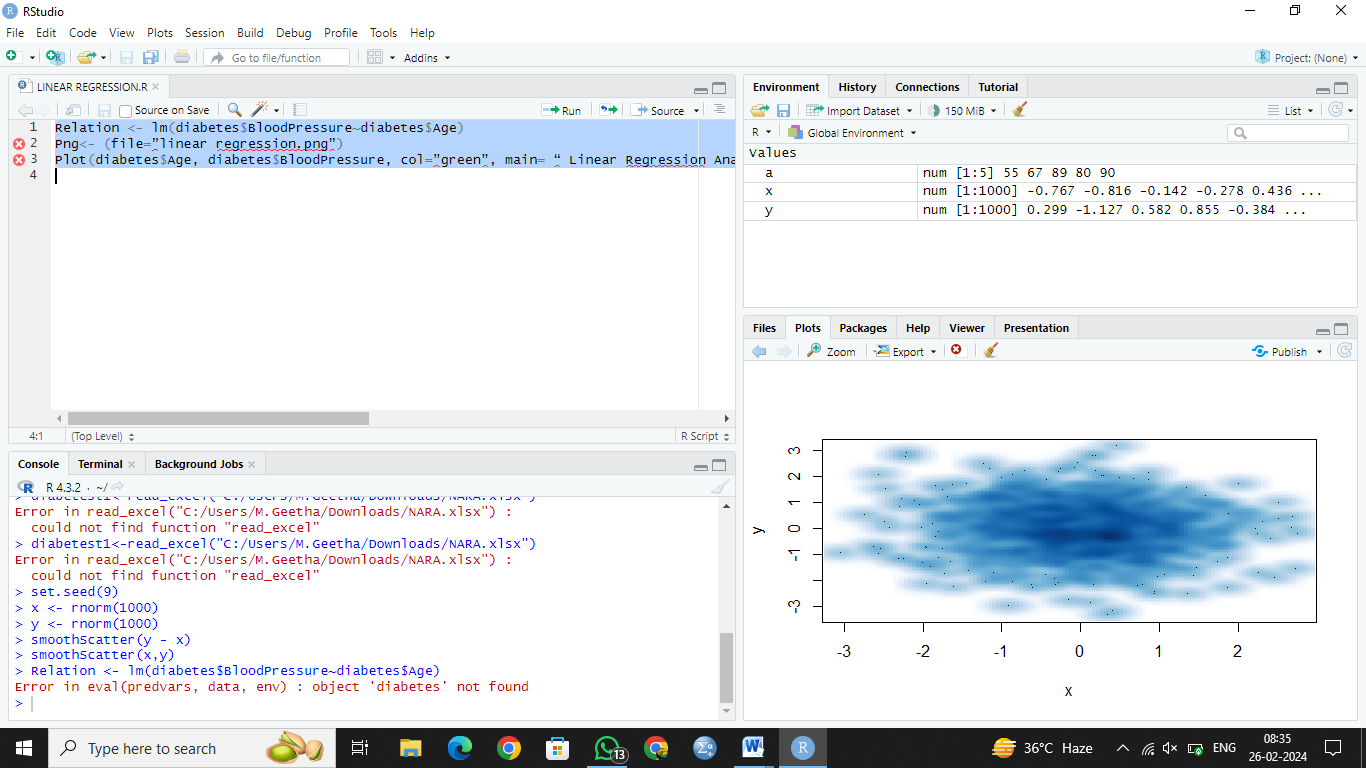 RStudio
File Edit Code View Plots Session Build Debug Profile Tools Help
Go to file/function Addins Project: (None)
LINEAR REGRESSION.R
Source on Save Run Source
1 Relation <- lm(diabetes$BloodPressure~diabetes$Age)
2 Png<- (file=”linear regression.png”)
3 Plot(diabetes$Age, diabetes$BloodPressure, col="green”, main= “ Linear Regression Ana
4
4:1 (Top Level) R Script
Console Terminal Background Jobs
R 4.3.2 · ~/
> diabetest1<-read_excel("C:/Users/M.Geetha/Downloads/NARA.xlsx")
Error in read_excel("C:/Users/M.Geetha/Downloads/NARA.xlsx") :
could not find function "read_excel"
> diabetest1<-read_excel("C:/Users/M.Geetha/Downloads/NARA.xlsx")
Error in read_excel("C:/Users/M.Geetha/Downloads/NARA.xlsx") :
could not find function "read_excel"
> set.seed(9)
> x <- rnorm(1000)
> y <- rnorm(1000)
> smoothScatter(y ~ x)
> smoothScatter(x,y)
> Relation <- lm(diabetes$BloodPressure~diabetes$Age)
Error in eval(predvars, data, env) : object 'diabetes' not found
>
Environment History Connections Tutorial
Import Dataset 150 MiB List
R Global Environment
Values
a num [1:5] 55 67 89 80 90
x num [1:1000] -0.767 -0.816 -0.142 -0.278 0.436 ...
y num [1:1000] 0.299 -1.127 0.582 0.855 -0.384 ...
Files Plots Packages Help Viewer Presentation
Zoom Export Publish
3
2
1
0
-1
-3
y
-3 -2 -1 0 1 2
x
Type here to search
13
36°C Haze ENG
08:35
26-02-2024